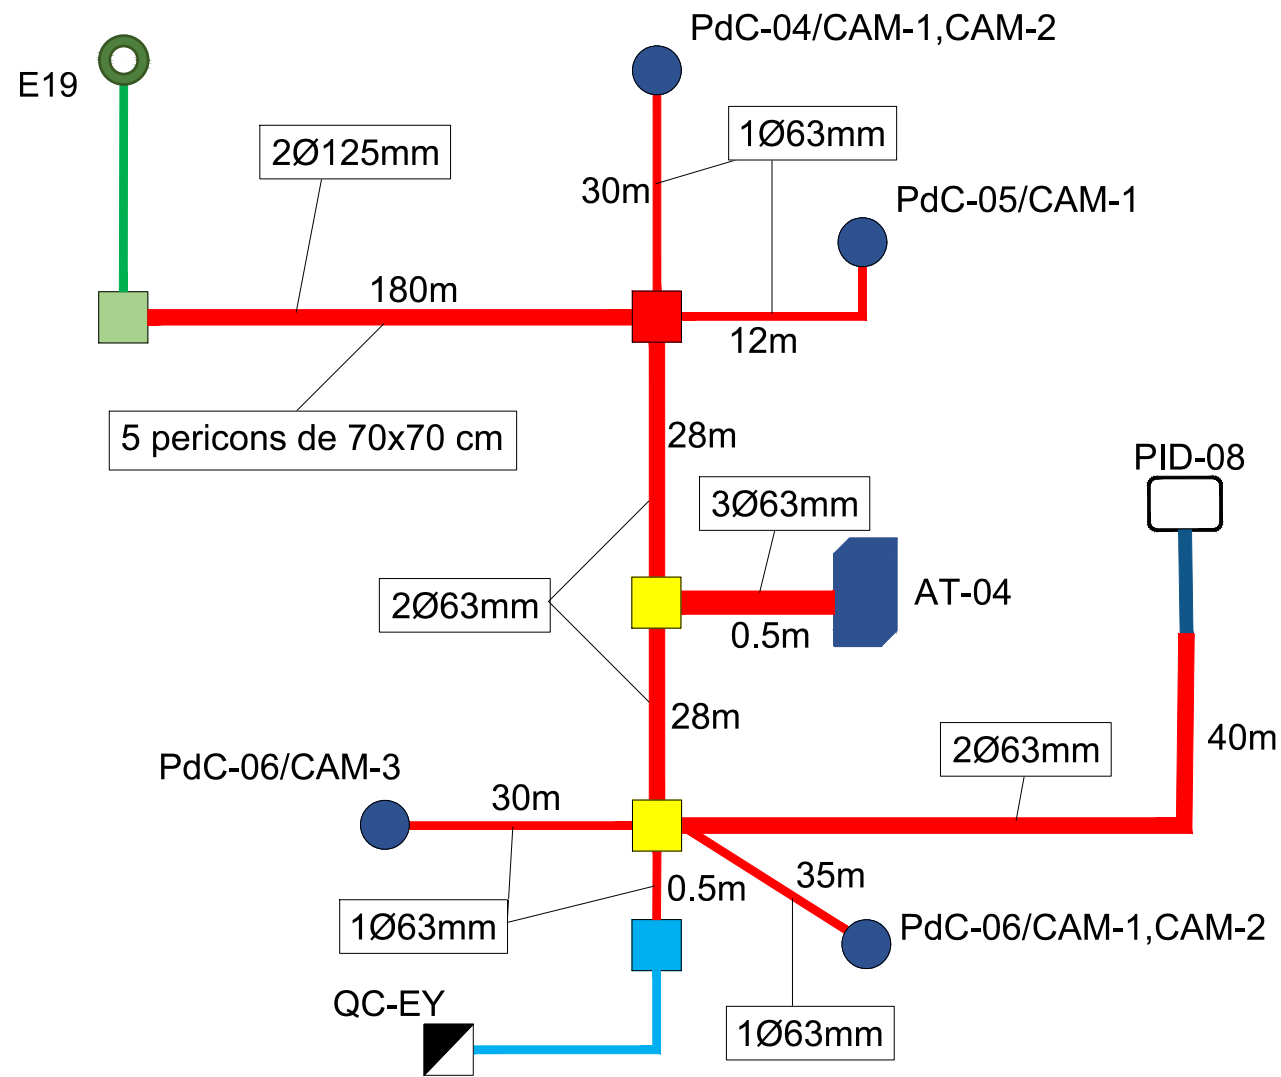 PdC-04/CAM-1,CAM-2
E19
2Ø125mm
1Ø63mm
30m
PdC-05/CAM-1
180m
12m
5 pericons de 70x70 cm
28m
PID-08
3Ø63mm
2Ø63mm
AT-04
0.5m
28m
PdC-06/CAM-3
2Ø63mm
40m
30m
35m
0.5m
1Ø63mm
PdC-06/CAM-1,CAM-2
QC-EY
1Ø63mm